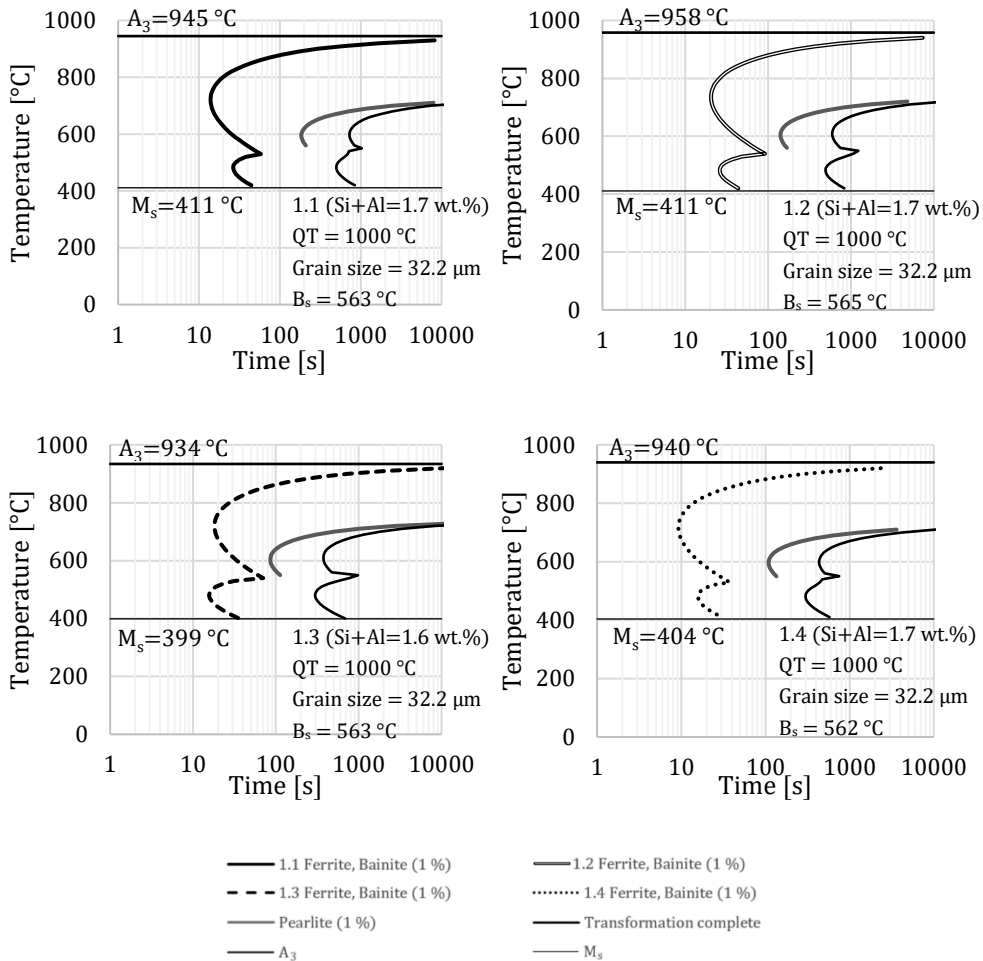 A₃=945 °C
1000
800
600
400
200
0
Temperature [°C]
Mₛ=411 °C
1.1 (Si+Al=1.7 wt.%)
QT = 1000 °C
Grain size = 32.2 µm
Bₛ = 563 °C
1 10 100 1000 10000
Time [s]
A₃=958 °C
1000
800
600
400
200
0
Temperature [°C]
Mₛ=411 °C
1.2 (Si+Al=1.7 wt.%)
QT = 1000 °C
Grain size = 32.2 µm
Bₛ = 565 °C
1 10 100 1000 10000
Time [s]
A₃=934 °C
1000
800
600
400
200
0
Temperature [°C]
Mₛ=399 °C
1.3 (Si+Al=1.6 wt.%)
QT = 1000 °C
Grain size = 32.2 µm
Bₛ = 563 °C
1 10 100 1000 10000
Time [s]
A₃=940 °C
1000
800
600
400
200
0
Temperature [°C]
Mₛ=404 °C
1.4 (Si+Al=1.7 wt.%)
QT = 1000 °C
Grain size = 32.2 µm
Bₛ = 562 °C
1 10 100 1000 10000
Time [s]
1.1 Ferrite, Bainite (1 %)
1.2 Ferrite, Bainite (1 %)
1.3 Ferrite, Bainite (1 %)
1.4 Ferrite, Bainite (1 %)
Pearlite (1 %)
Transformation complete
A₃
Mₛ